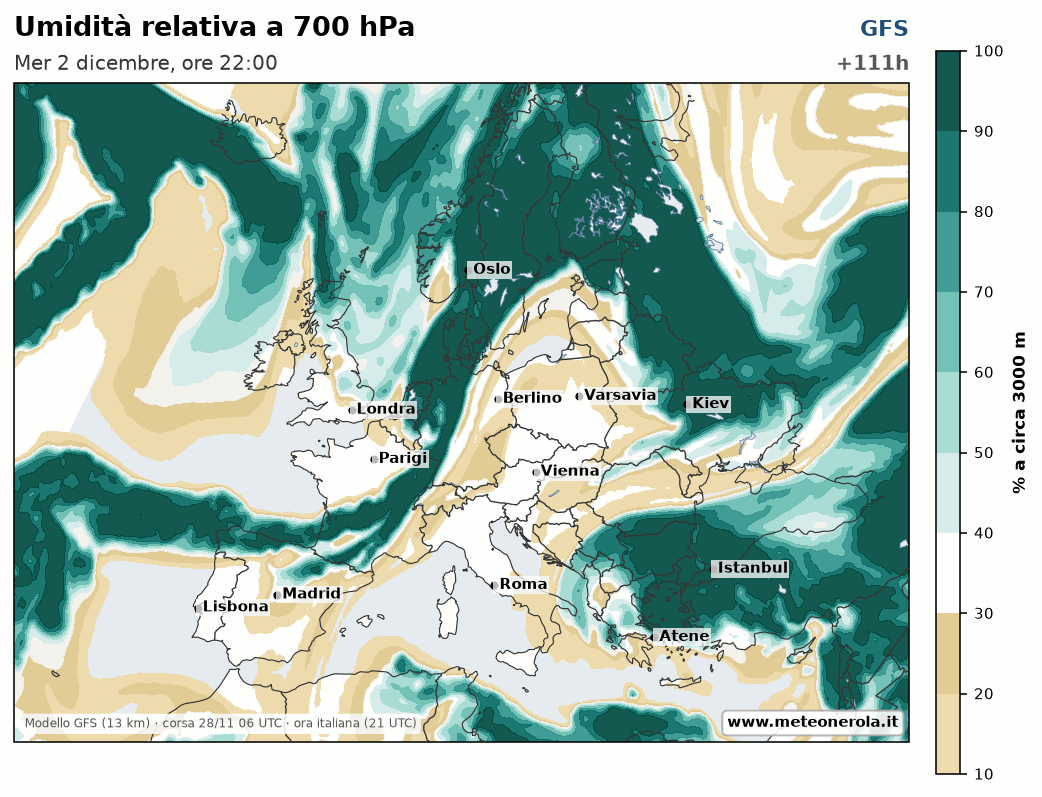 Umidità relativa a 700 hPa
GFS
Mer 2 dicembre, ore 22:00
+111h
100
90
80
70
60
50
40
30
20
10
% a circa 3000 m
Oslo
Londra
Berlino
Varsavia
Kiev
Parigi
Vienna
Istanbul
Roma
Madrid
Lisbona
Atene
Modello GFS (13 km) · corsa 28/11 06 UTC · ora italiana (21 UTC)
www.meteonerola.it